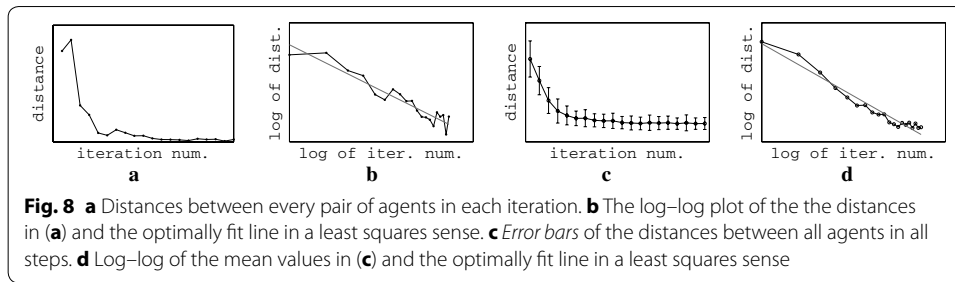 distance
log of dist.
distance
log of dist.
iteration num.
log of iter. num.
iteration num.
log of iter. num.
a
b
c
d
Fig. 8 a Distances between every pair of agents in each iteration. b The log–log plot of the the distances
in (a) and the optimally fit line in a least squares sense. c Error bars of the distances between all agents in all
steps. d Log–log of the mean values in (c) and the optimally fit line in a least squares sense